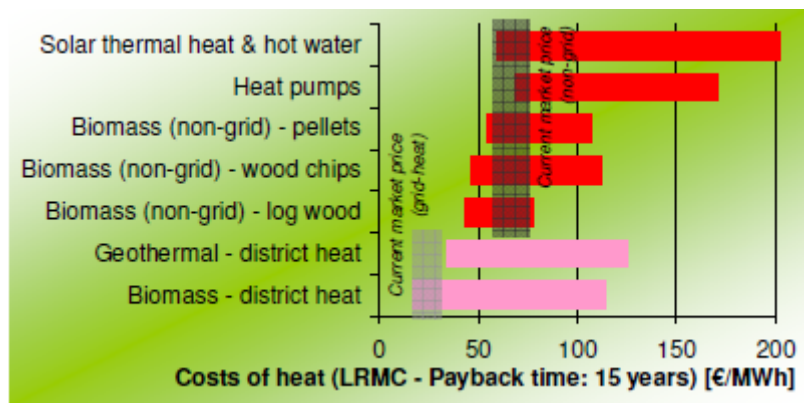 Solar thermal heat & hot water
Heat pumps
Biomass (non-grid) - pellets
Biomass (non-grid) - wood chips
Biomass (non-grid) - log wood
Geothermal - district heat
Biomass - district heat
Current market price
(grid-heat)
Current market price
(non-grid)
0 50 100 150 200
Costs of heat (LRMC - Payback time: 15 years) [€/MWh]